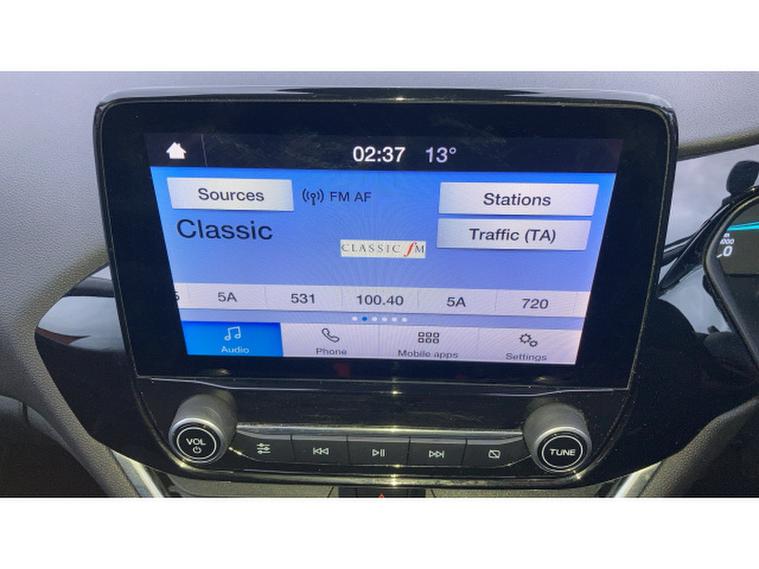 02:37 13°
Sources FM AF Stations
Classic
CLASSIC fM
Traffic (TA)
5A 531 100.40 5A 720
Audio Phone Mobile apps Settings
VOL
TUNE